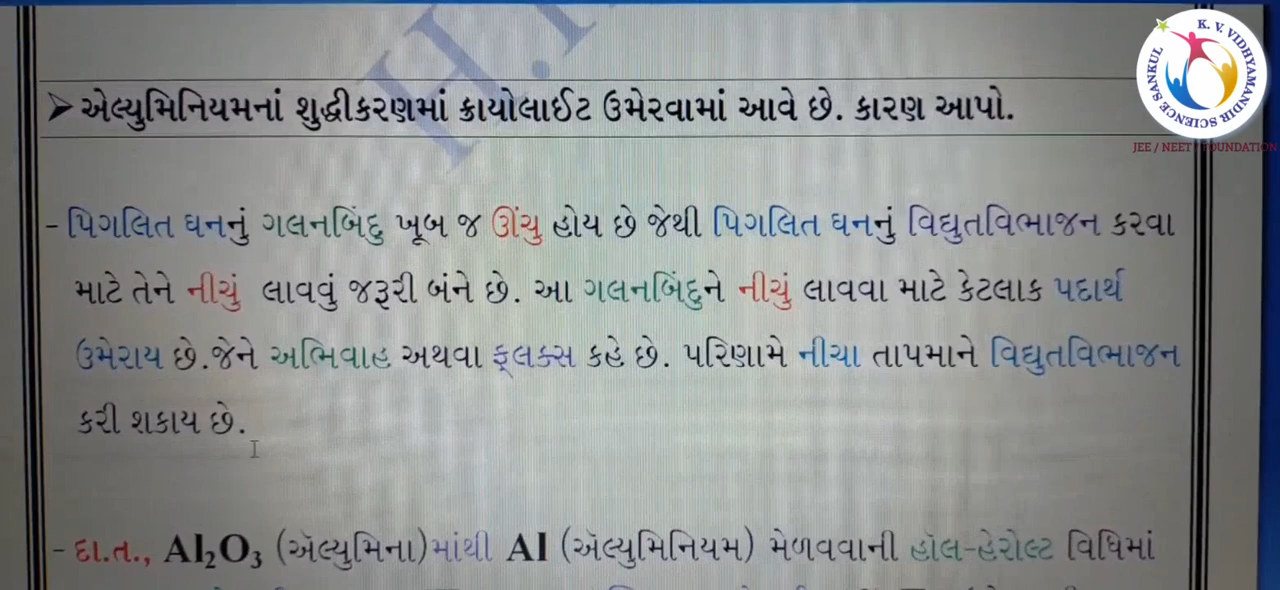 K. V. VIDHYAMANDIR SCIENCE SANKUL
JEE / NEET / FOUNDATION
➤ એલ્યુમિનિયમનાં શુદ્ધીકરણમાં ક્રાયોલાઈટ ઉમેરવામાં આવે છે. કારણ આપો.
- પિગલિત ઘનનું ગલનબિંદુ ખૂબ જ ઊંચુ હોય છે જેથી પિગલિત ઘનનું વિદ્યુતવિભાજન કરવા
માટે તેને નીચું લાવવું જરૂરી બંને છે. આ ગલનબિંદુને નીચું લાવવા માટે કેટલાક પદાર્થ
ઉમેરાય છે.જેને અભિવાહ અથવા ફ્લક્સ કહે છે. પરિણામે નીચા તાપમાને વિદ્યુતવિભાજન
કરી શકાય છે.
- દા.ત., Al₂O₃ (ઍલ્યુમિના)માંથી Al (ઍલ્યુમિનિયમ) મેળવવાની હૉલ-હેરોલ્ટ વિધિમાં